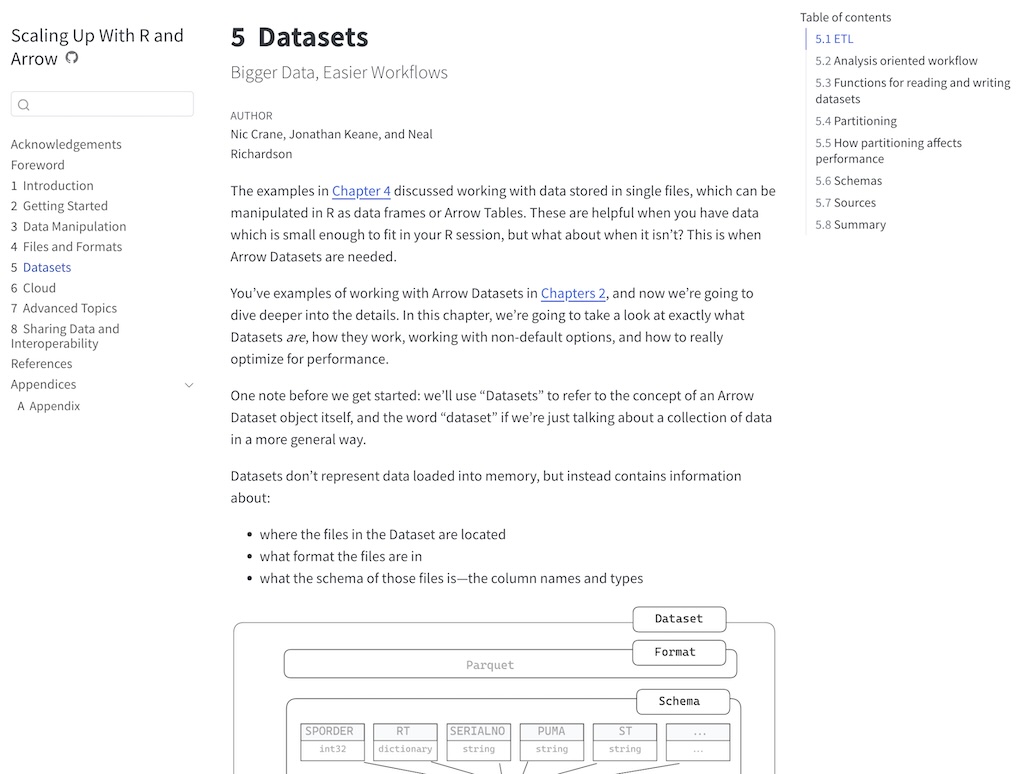 Scaling Up With R and
Arrow
Acknowledgements
Foreword
1 Introduction
2 Getting Started
3 Data Manipulation
4 Files and Formats
5 Datasets
6 Cloud
7 Advanced Topics
8 Sharing Data and
Interoperability
References
Appendices
A Appendix
5 Datasets
Bigger Data, Easier Workflows
AUTHOR
Nic Crane, Jonathan Keane, and Neal
Richardson
The examples in Chapter 4 discussed working with data stored in single files, which can be
manipulated in R as data frames or Arrow Tables. These are helpful when you have data
which is small enough to fit in your R session, but what about when it isn’t? This is when
Arrow Datasets are needed.
You’ve examples of working with Arrow Datasets in Chapters 2, and now we’re going to
dive deeper into the details. In this chapter, we’re going to take a look at exactly what
Datasets are, how they work, working with non-default options, and how to really
optimize for performance.
One note before we get started: we’ll use “Datasets” to refer to the concept of an Arrow
Dataset object itself, and the word “dataset” if we’re just talking about a collection of data
in a more general way.
Datasets don’t represent data loaded into memory, but instead contains information
about:
• where the files in the Dataset are located
• what format the files are in
• what the schema of those files is—the column names and types
Dataset
Format
Parquet
Schema
SPORDER RT SERIALNO PUMA ST ...
int32 dictionary string string string ...
Table of contents
5.1 ETL
5.2 Analysis oriented workflow
5.3 Functions for reading and writing
datasets
5.4 Partitioning
5.5 How partitioning affects
performance
5.6 Schemas
5.7 Sources
5.8 Summary